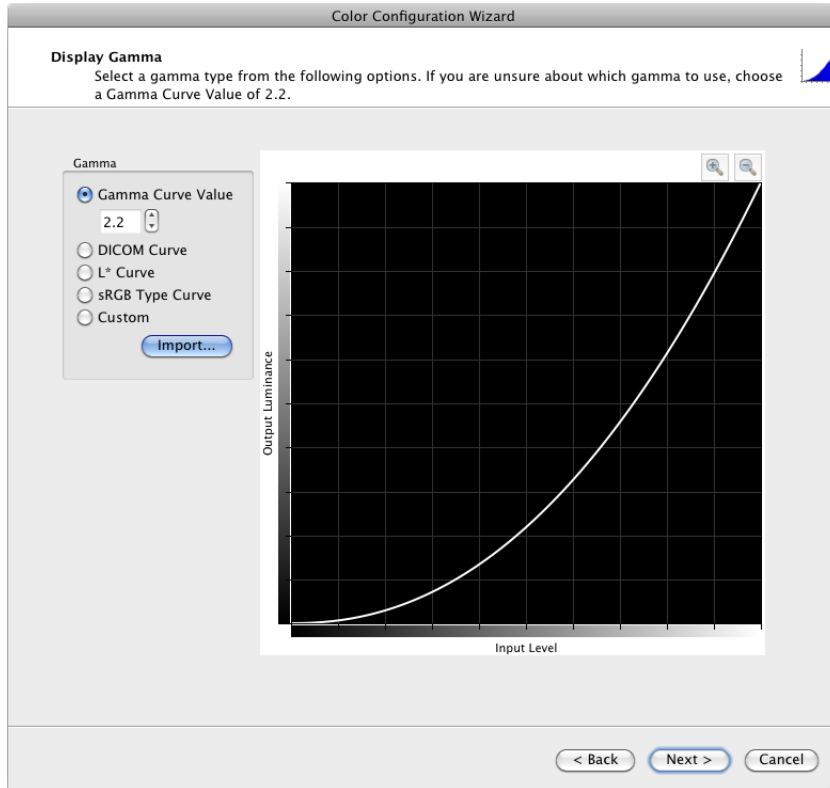 Color Configuration Wizard
Display Gamma
Select a gamma type from the following options. If you are unsure about which gamma to use, choose
a Gamma Curve Value of 2.2.
Gamma
Gamma Curve Value
2.2
DICOM Curve
L* Curve
sRGB Type Curve
Custom
Import...
Output Luminance
Input Level
< Back
Next >
Cancel